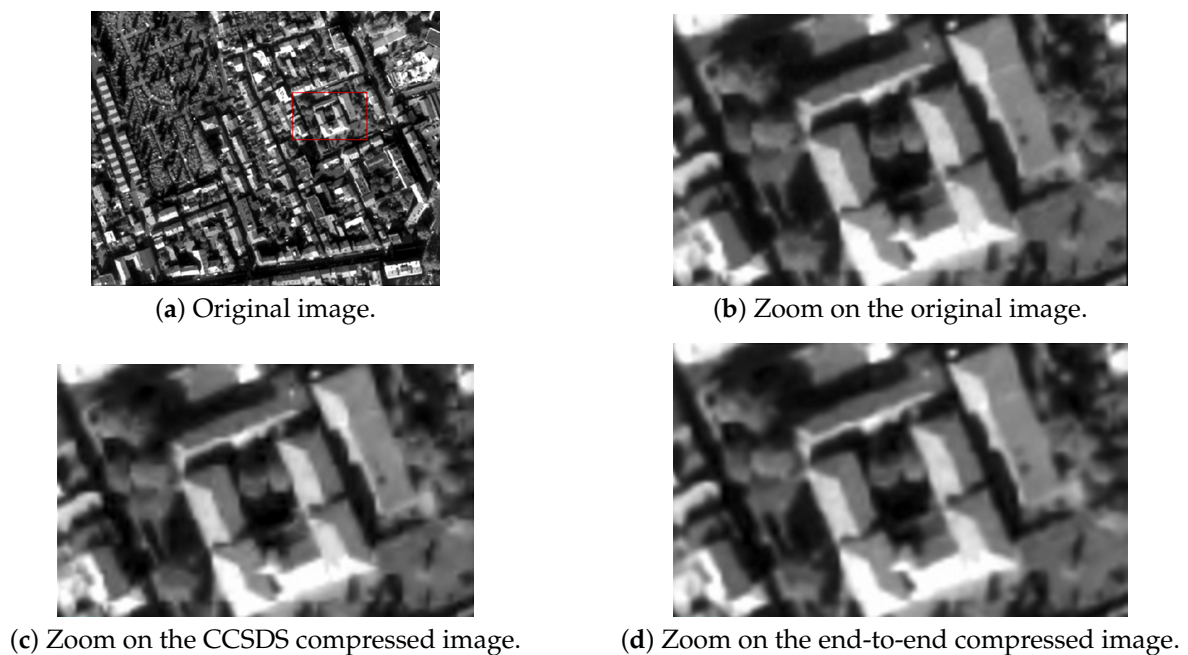 (a) Original image.
(b) Zoom on the original image.
(c) Zoom on the CCSDS compressed image.
(d) Zoom on the end-to-end compressed image.